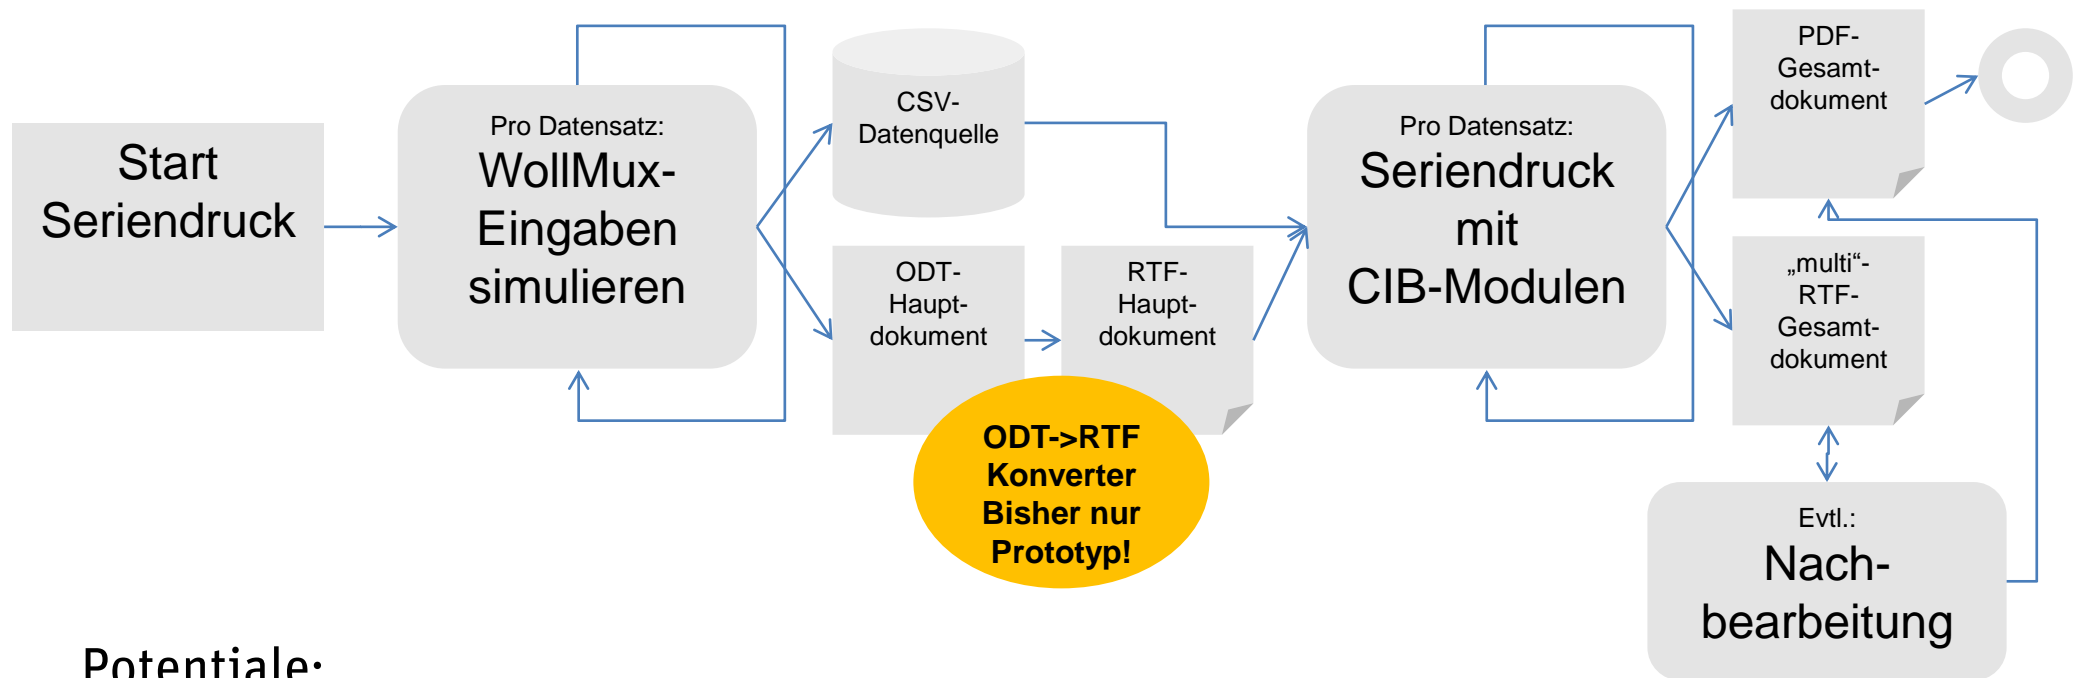 Start
Seriendruck
Pro Datensatz:
WollMux-
Eingaben
simulieren
CSV-
Datenquelle
ODT-
Haupt-
dokument
RTF-
Haupt-
dokument
ODT->RTF
Konverter
Bisher nur
Prototyp!
Pro Datensatz:
Seriendruck
mit
CIB-Modulen
PDF-
Gesamt-
dokument
„multi“-
RTF-
Gesamt-
dokument
Evtl.:
Nach-
bearbeitung
Potentiale: